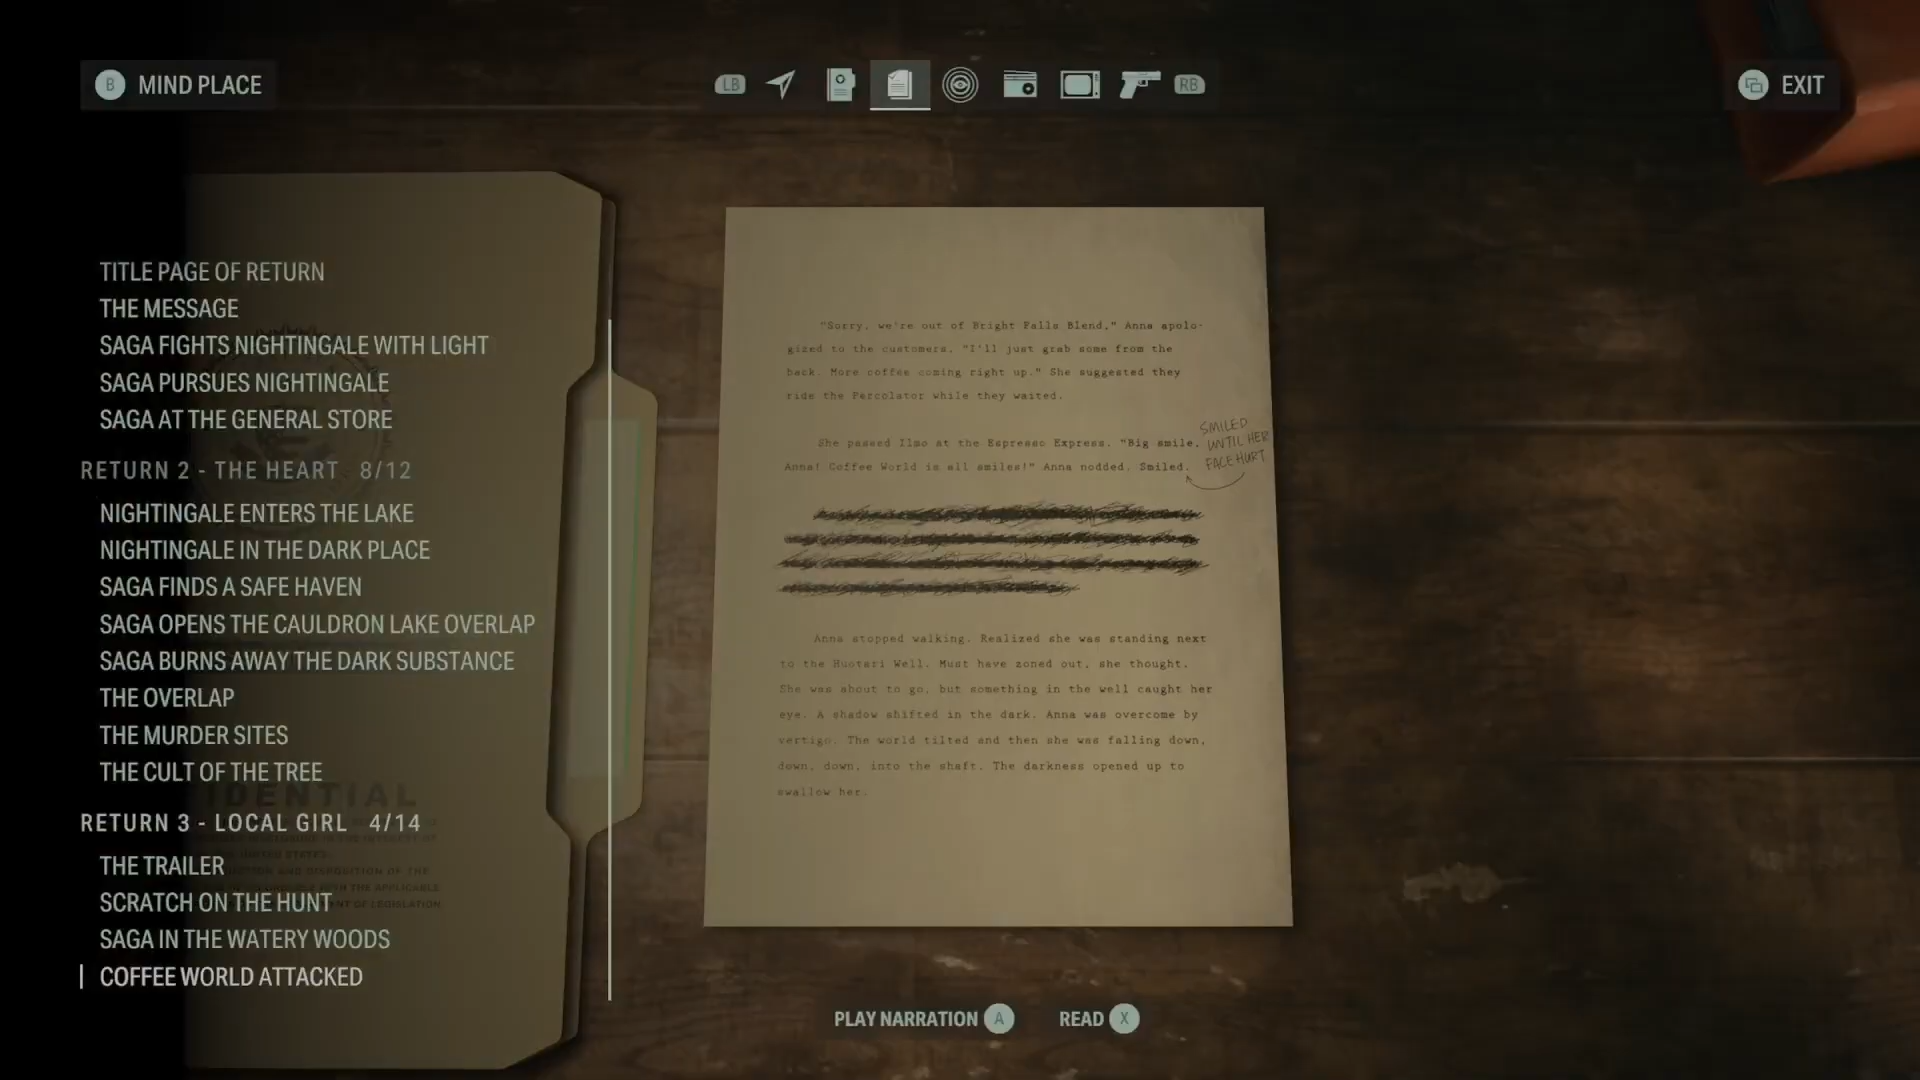 B MIND PLACE
LB
RB
EXIT
TITLE PAGE OF RETURN
THE MESSAGE
SAGA FIGHTS NIGHTINGALE WITH LIGHT
SAGA PURSUES NIGHTINGALE
SAGA AT THE GENERAL STORE
RETURN 2 - THE HEART 8/12
NIGHTINGALE ENTERS THE LAKE
NIGHTINGALE IN THE DARK PLACE
SAGA FINDS A SAFE HAVEN
SAGA OPENS THE CAULDRON LAKE OVERLAP
SAGA BURNS AWAY THE DARK SUBSTANCE
THE OVERLAP
THE MURDER SITES
THE CULT OF THE TREE
IDENTIAL
RETURN 3 - LOCAL GIRL 4/14
THE TRAILER
SCRATCH ON THE HUNT
SAGA IN THE WATERY WOODS
COFFEE WORLD ATTACKED
"Sorry, we're out of Bright Falls Blend," Anna apolo-
gized to the customers, "I'll just grab some from the
back. More coffee coming right up." She suggested they
ride the Percolator while they waited.
She passed Ilmo at the Espresso Express. "Big smile,
Anna! Coffee World is all smiles!" Anna nodded. Smiled.
SMILED
UNTIL HER
FACE HURT
Anna stopped walking. Realized she was standing next
to the Huotari Well. Must have zoned out, she thought.
She was about to go, but something in the well caught her
eye. A shadow shifted in the dark. Anna was overcome by
vertigo. The world tilted and then she was falling down,
down, down, into the shaft. The darkness opened up to
swallow her.
PLAY NARRATION A
READ X